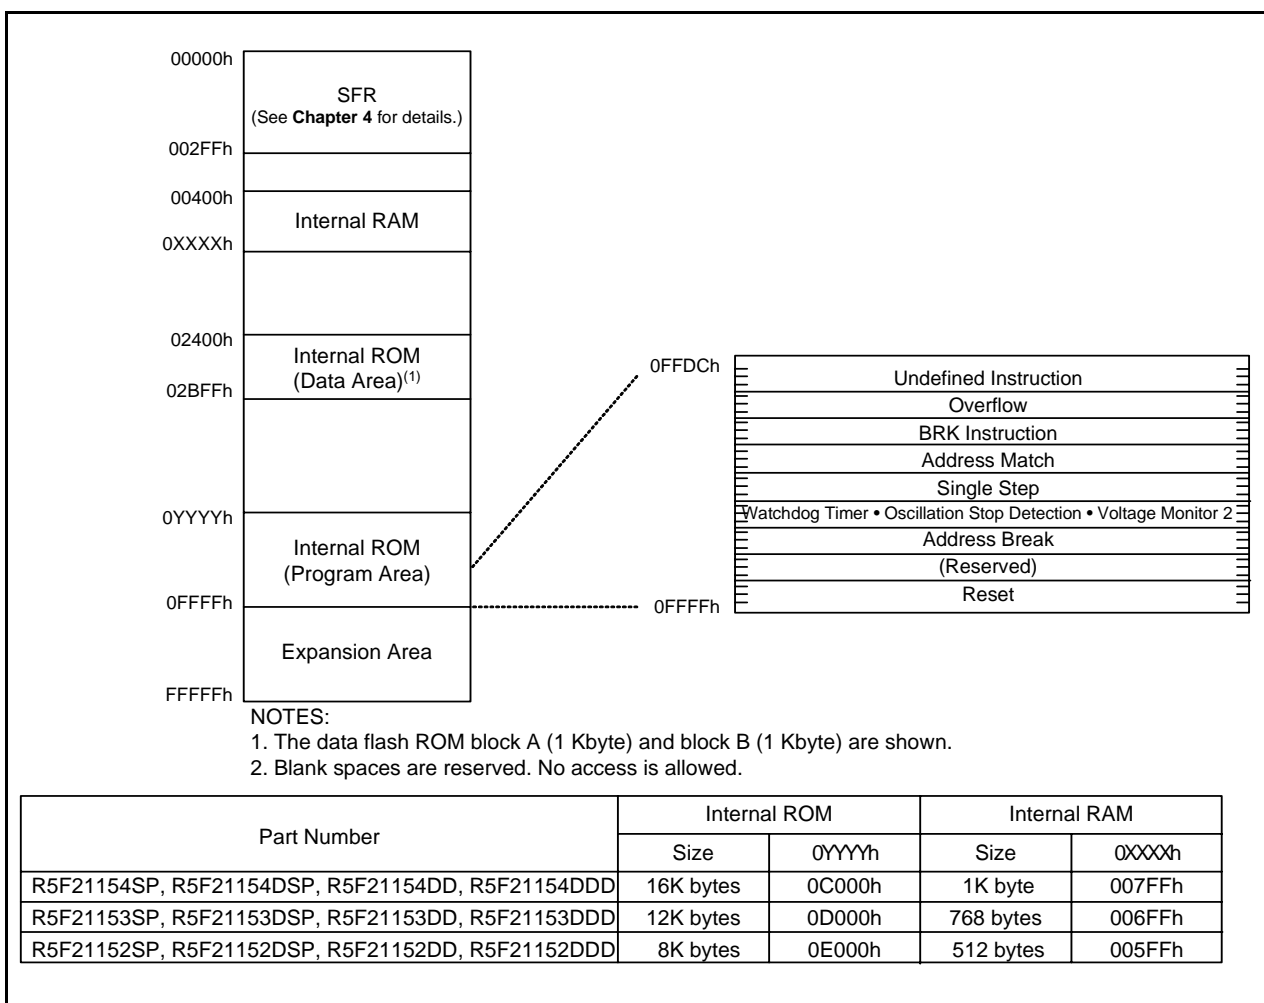 00000h
SFR
(See Chapter 4 for details.)
002FFh
00400h
Internal RAM
0XXXXh
02400h
Internal ROM
(Data Area)(1)
02BFFh
0YYYYh
Internal ROM
(Program Area)
0FFFFh
Expansion Area
FFFFFh
0FFDCh
Undefined Instruction
Overflow
BRK Instruction
Address Match
Single Step
Watchdog Timer • Oscillation Stop Detection • Voltage Monitor 2
Address Break
(Reserved)
Reset
0FFFFh
NOTES:
1. The data flash ROM block A (1 Kbyte) and block B (1 Kbyte) are shown.
2. Blank spaces are reserved. No access is allowed.
Part Number Internal ROM Internal RAM
Size 0YYYYh Size 0XXXXh
R5F21154SP, R5F21154DSP, R5F21154DD, R5F21154DDD 16K bytes 0C000h 1K byte 007FFh
R5F21153SP, R5F21153DSP, R5F21153DD, R5F21153DDD 12K bytes 0D000h 768 bytes 006FFh
R5F21152SP, R5F21152DSP, R5F21152DD, R5F21152DDD 8K bytes 0E000h 512 bytes 005FFh